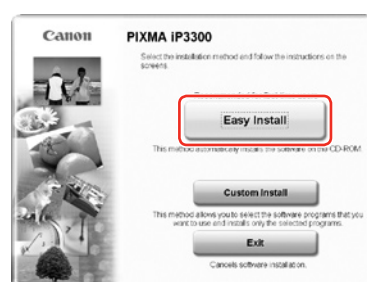 Canon
PIXMA iP3300
Select the installation method and follow the instructions on the
screens.
Easy Install
This method automatically installs the software on the CD-ROM.
Custom Install
This method allows you to select the software programs that you
want to use and installs only the selected programs.
Exit
Cancels software installation.